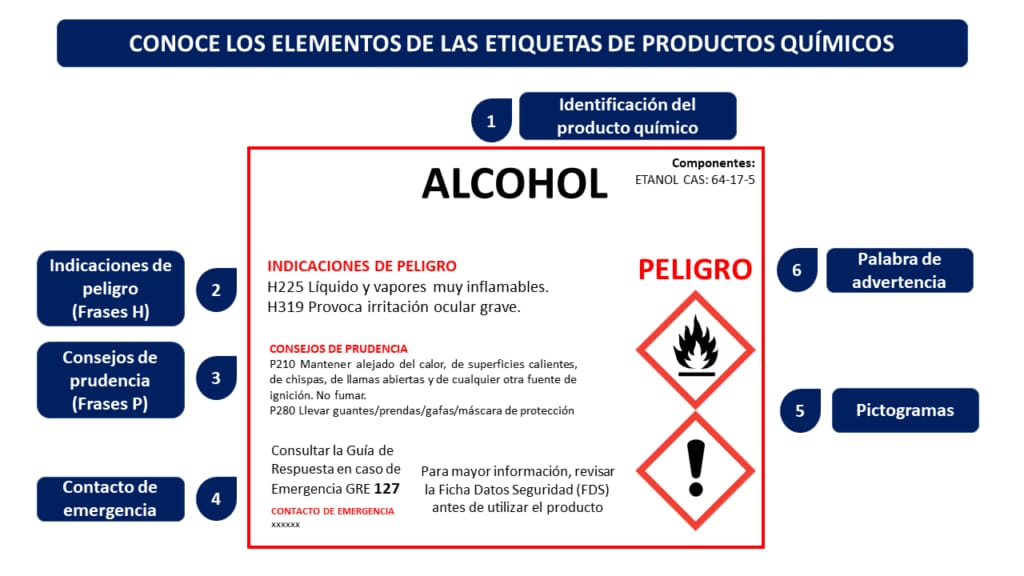 CONOCE LOS ELEMENTOS DE LAS ETIQUETAS DE PRODUCTOS QUÍMICOS
1
Identificación del
producto químico
ALCOHOL
Componentes:
ETANOL CAS: 64-17-5
Indicaciones de
peligro
(Frases H)
2
INDICACIONES DE PELIGRO
H225 Líquido y vapores muy inflamables.
H319 Provoca irritación ocular grave.
PELIGRO
6
Palabra de
advertencia
Consejos de
prudencia
(Frases P)
3
CONSEJOS DE PRUDENCIA
P210 Mantener alejado del calor, de superficies calientes,
de chispas, de llamas abiertas y de cualquier otra fuente de
ignición. No fumar.
P280 Llevar guantes/prendas/gafas/máscara de protección
5
Pictogramas
Contacto de
emergencia
4
Consultar la Guía de
Respuesta en caso de
Emergencia GRE 127
CONTACTO DE EMERGENCIA
xxxxxx
Para mayor información, revisar
la Ficha Datos Seguridad (FDS)
antes de utilizar el producto